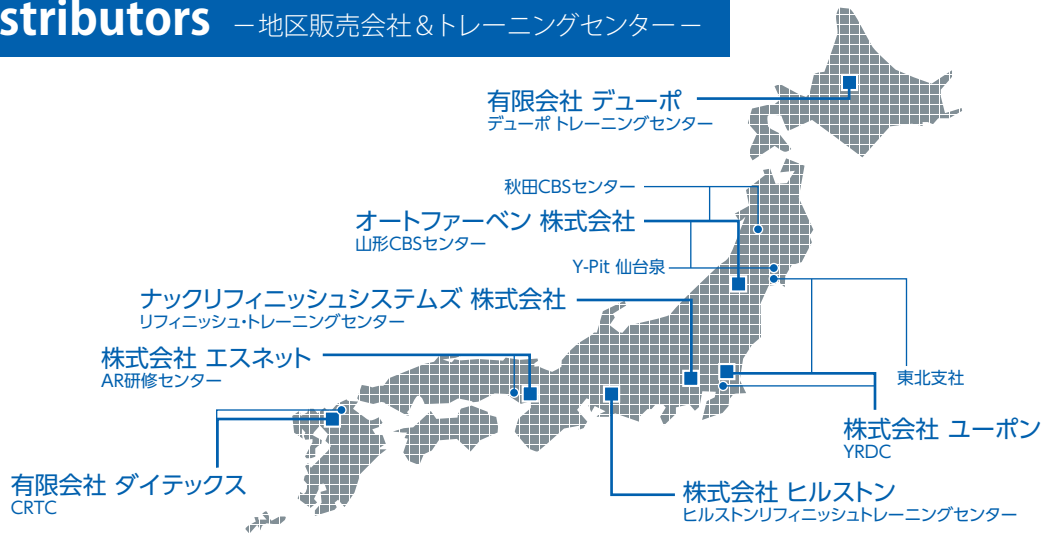 stributors －地区販売会社＆トレーニングセンター－
有限会社 デューポ
デューポ トレーニングセンター
秋田CBSセンター
オートファーベン 株式会社
山形CBSセンター
Y-Pit 仙台泉
ナックリフィニッシュシステムズ 株式会社
リフィニッシュ・トレーニングセンター
株式会社 エスネット
AR研修センター
東北支社
株式会社 ユーポン
YRDC
有限会社 ダイテックス
CRTC
株式会社 ヒルストン
ヒルストンリフィニッシュトレーニングセンター